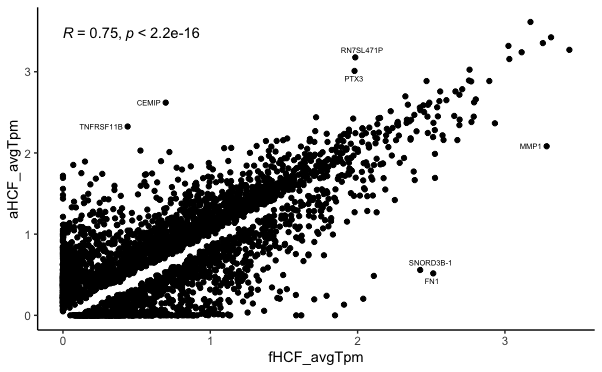 R = 0.75, p < 2.2e-16
RN7SL471P
PTX3
CEMIP
TNFRSF11B
MMP1
SNORD3B-1
FN1
aHCF_avgTpm
3
2
1
0
0 1 2 3
fHCF_avgTpm